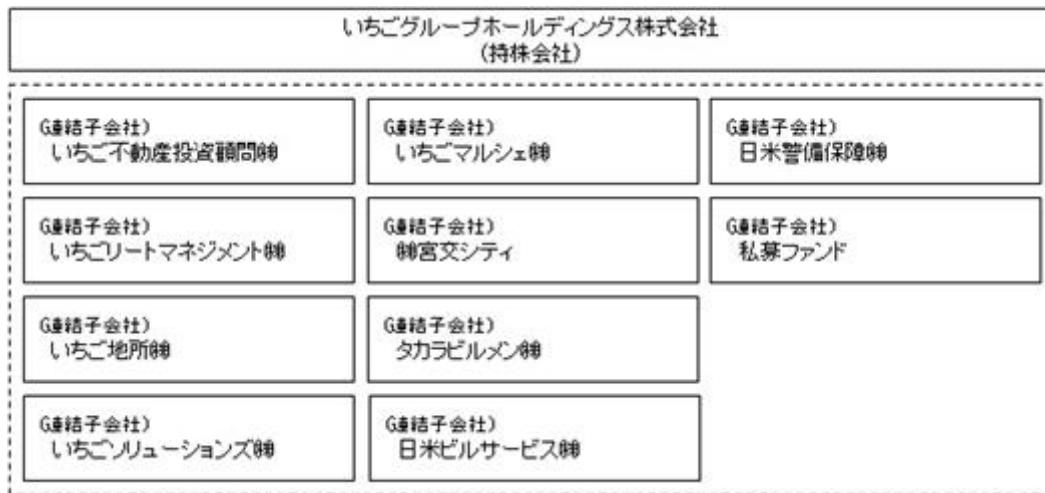 いちごグループホールディングス株式会社
(持株会社)
(連結子会社)
いちご不動産投資顧問㈱
(連結子会社)
いちごマルシェ㈱
(連結子会社)
日米警備保障㈱
(連結子会社)
いちごリートマネジメント㈱
(連結子会社)
㈱宮交シティ
(連結子会社)
私募ファンド
(連結子会社)
いちご地所㈱
(連結子会社)
タカラビルメン㈱
(連結子会社)
いちごソリューションズ㈱
(連結子会社)
日米ビルサービス㈱